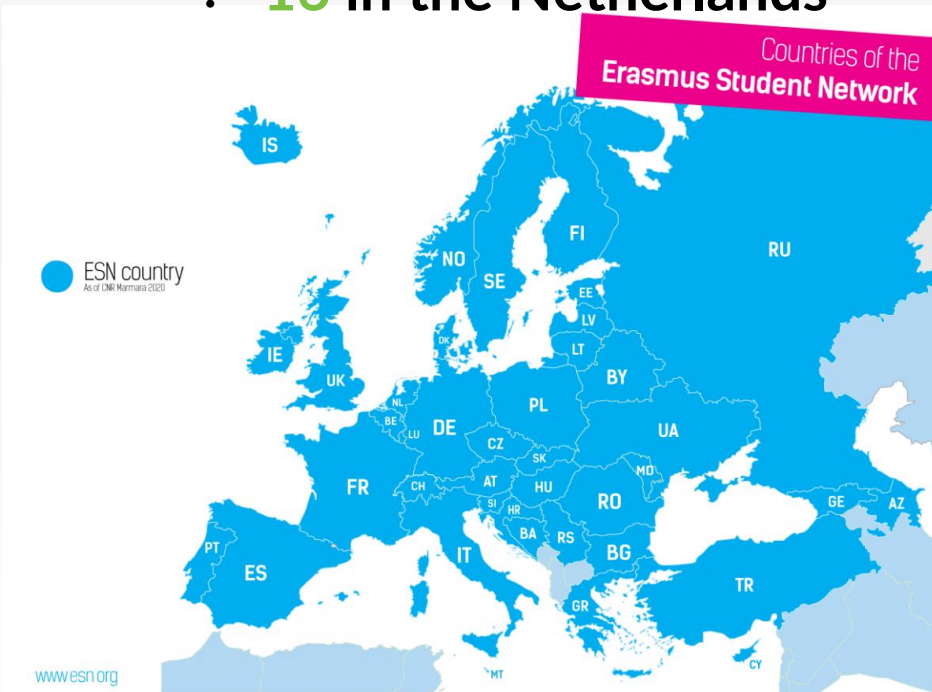 16 in the Netherlands
Countries of the
Erasmus Student Network
IS
ESN country
As of CNR Marmara 2020
NO
SE
FI
RU
EE
LV
LT
DK
IE
UK
BY
NL
BE
LU
DE
PL
UA
CZ
SK
FR
CH
AT
HU
MD
RO
SI
HR
BA
RS
GE
AZ
PT
ES
IT
BG
TR
GR
CY
MT
www.esn.org